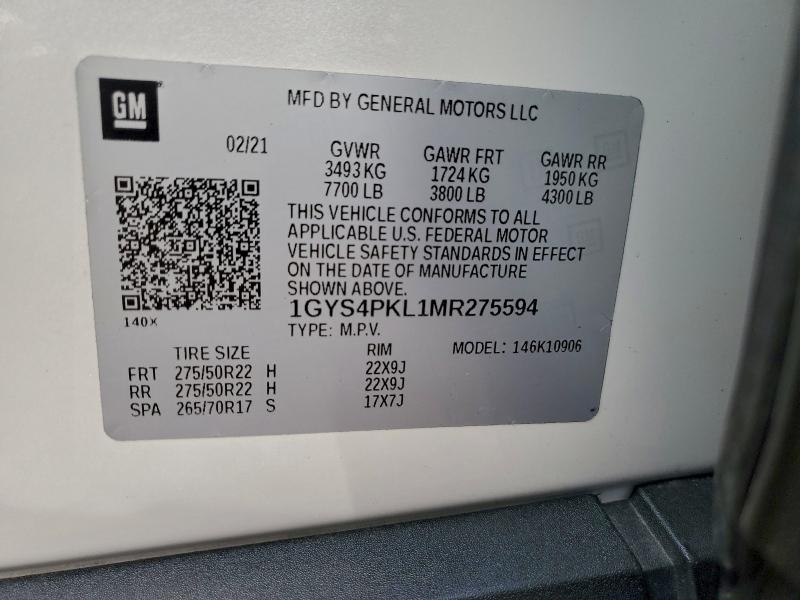 GM
MFD BY GENERAL MOTORS LLC
02/21
GVWR GAWR FRT GAWR RR
3493 KG 1724 KG 1950 KG
7700 LB 3800 LB 4300 LB
THIS VEHICLE CONFORMS TO ALL
APPLICABLE U.S. FEDERAL MOTOR
VEHICLE SAFETY STANDARDS IN EFFECT
ON THE DATE OF MANUFACTURE
SHOWN ABOVE.
1GYS4PKL1MR275594
140X
TYPE: M.P.V.
TIRE SIZE RIM MODEL: 146K10906
FRT 275/50R22 H 22X9J
RR 275/50R22 H 22X9J
SPA 265/70R17 S 17X7J